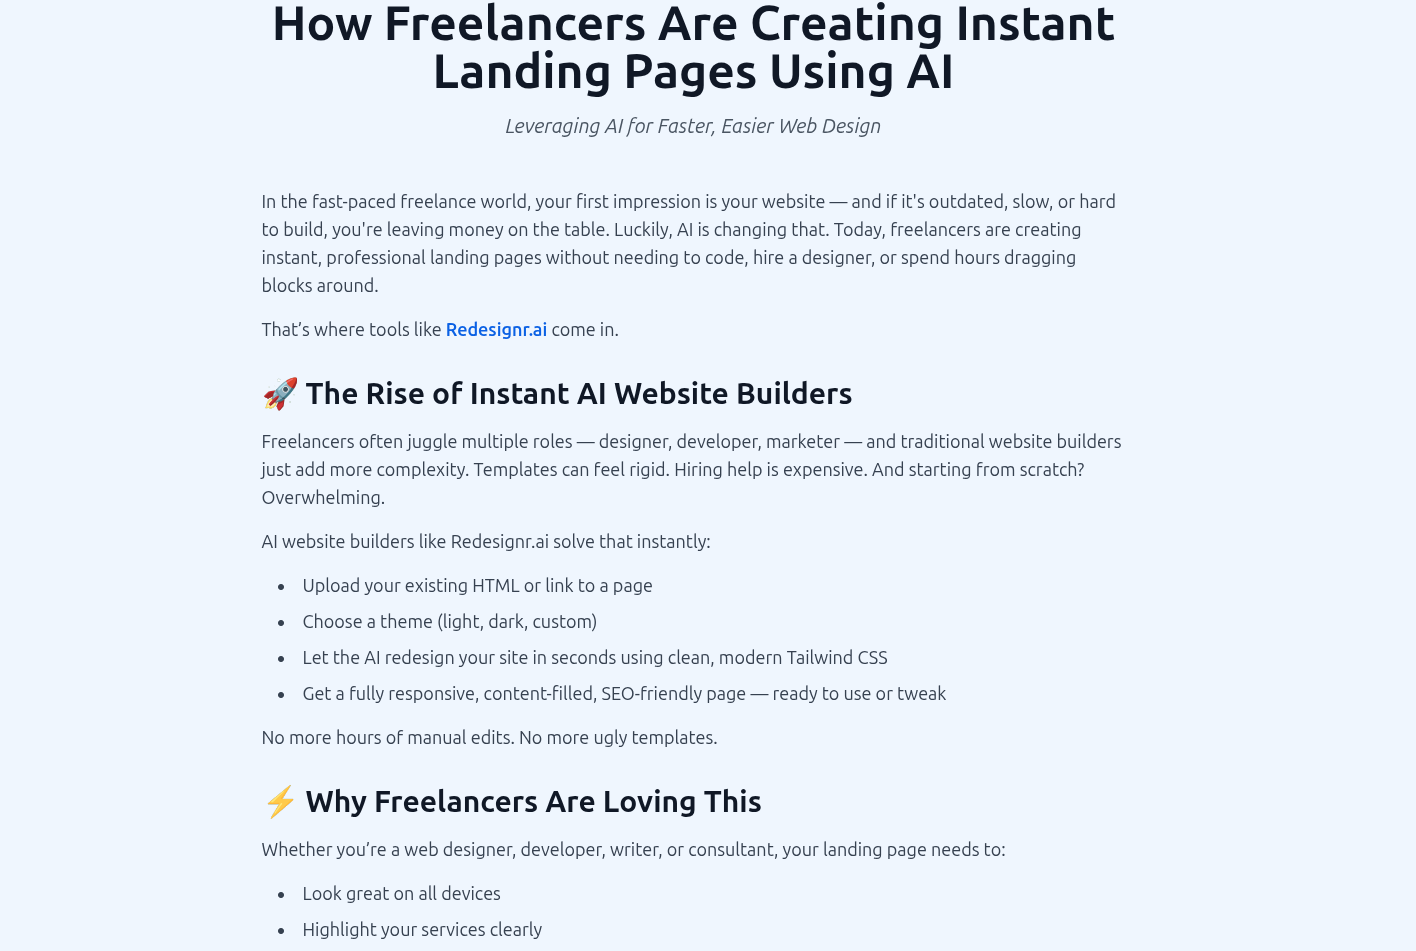 How Freelancers Are Creating Instant
Landing Pages Using AI
Leveraging AI for Faster, Easier Web Design
In the fast-paced freelance world, your first impression is your website — and if it's outdated, slow, or hard
to build, you're leaving money on the table. Luckily, AI is changing that. Today, freelancers are creating
instant, professional landing pages without needing to code, hire a designer, or spend hours dragging
blocks around.
That’s where tools like Redesignr.ai come in.
🚀 The Rise of Instant AI Website Builders
Freelancers often juggle multiple roles — designer, developer, marketer — and traditional website builders
just add more complexity. Templates can feel rigid. Hiring help is expensive. And starting from scratch?
Overwhelming.
AI website builders like Redesignr.ai solve that instantly:
• Upload your existing HTML or link to a page
• Choose a theme (light, dark, custom)
• Let the AI redesign your site in seconds using clean, modern Tailwind CSS
• Get a fully responsive, content-filled, SEO-friendly page — ready to use or tweak
No more hours of manual edits. No more ugly templates.
⚡ Why Freelancers Are Loving This
Whether you’re a web designer, developer, writer, or consultant, your landing page needs to:
• Look great on all devices
• Highlight your services clearly